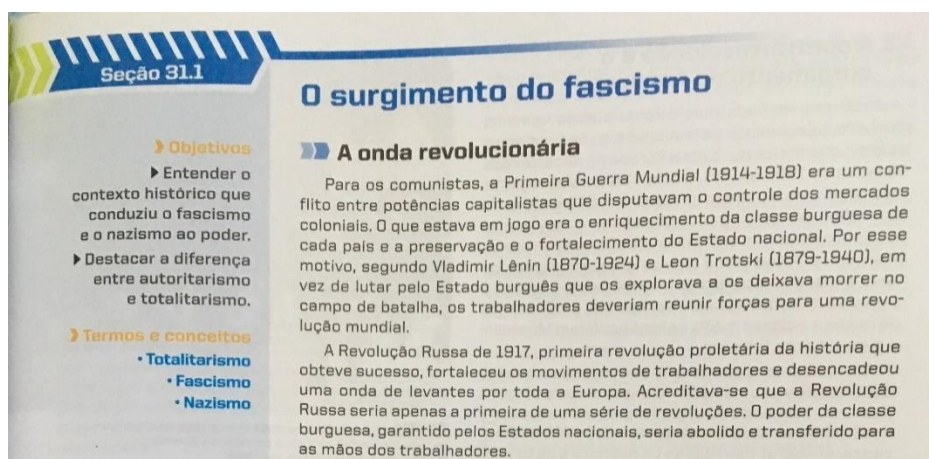 Seção 31.1
Objetivos
Entender o
contexto histórico que
conduziu o fascismo
e o nazismo ao poder.
Destacar a diferença
entre autoritarismo
e totalitarismo.
Termos e conceitos
• Totalitarismo
• Fascismo
• Nazismo
O surgimento do fascismo
A onda revolucionária
Para os comunistas, a Primeira Guerra Mundial (1914-1918) era um con-
flito entre potências capitalistas que disputavam o controle dos mercados
coloniais. O que estava em jogo era o enriquecimento da classe burguesa de
cada país e a preservação e o fortalecimento do Estado nacional. Por esse
motivo, segundo Vladimir Lênin (1870-1924) e Leon Trotski (1879-1940), em
vez de lutar pelo Estado burguês que os explorava a os deixava morrer no
campo de batalha, os trabalhadores deveriam reunir forças para uma revo-
lução mundial.
A Revolução Russa de 1917, primeira revolução proletária da história que
obteve sucesso, fortaleceu os movimentos de trabalhadores e desencadeou
uma onda de levantes por toda a Europa. Acreditava-se que a Revolução
Russa seria apenas a primeira de uma série de revoluções. O poder da classe
burguesa, garantido pelos Estados nacionais, seria abolido e transferido para
as mãos dos trabalhadores.